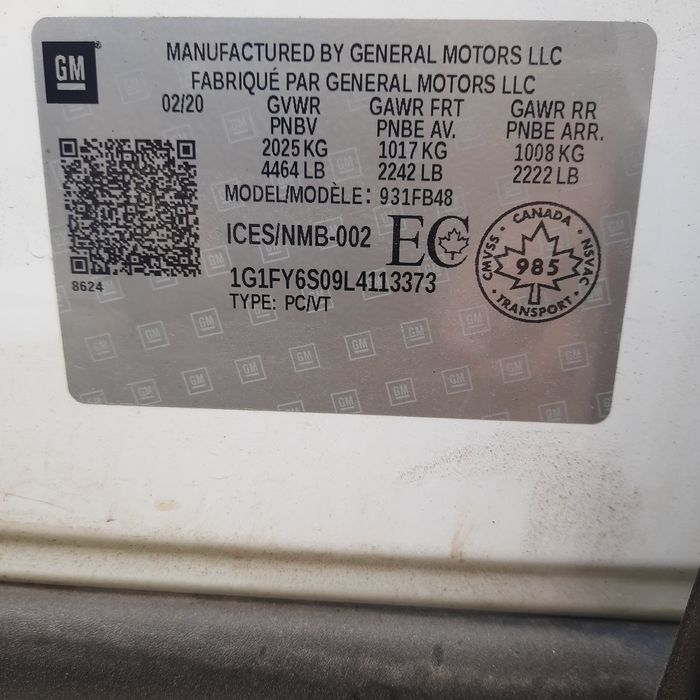 GM
MANUFACTURED BY GENERAL MOTORS LLC
FABRIQUÉ PAR GENERAL MOTORS LLC
02/20 GVWR GAWR FRT GAWR RR
PNBV PNBE AV. PNBE ARR.
2025 KG 1017 KG 1008 KG
4464 LB 2242 LB 2222 LB
MODEL/MODÈLE: 931FB48
ICES/NMB-002 EC
CANADA
CMVSS 985 NSVAC
TRANSPORT
8624
1G1FY6S09L4113373
TYPE: PC/VT